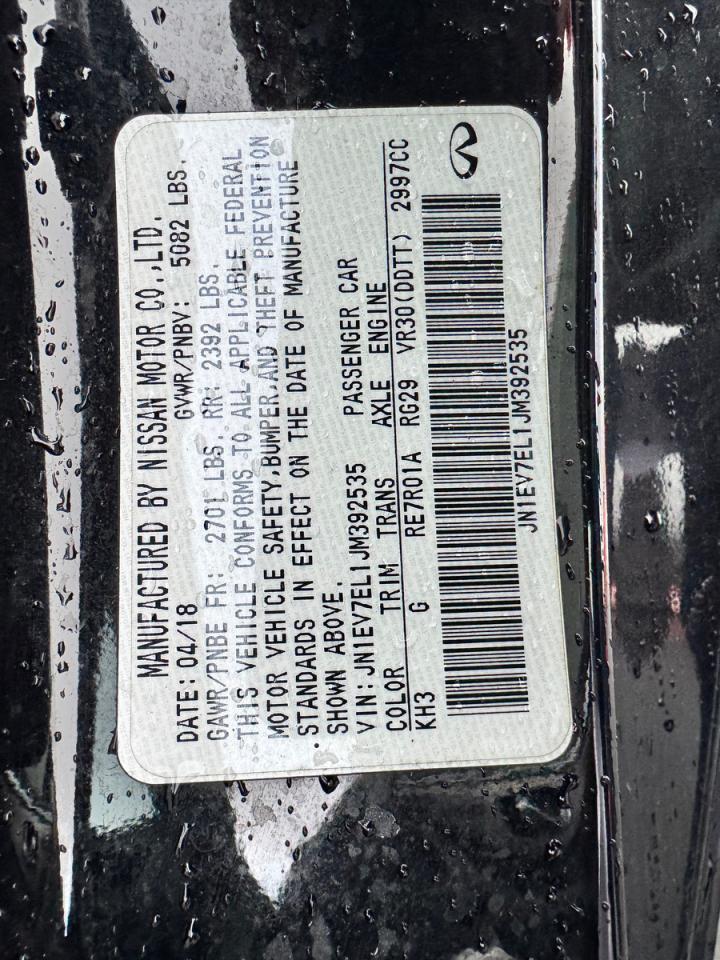 MANUFACTURED BY NISSAN MOTOR CO.,LTD.
DATE: 04/18 GVWR/PNBV: 5082 LBS.
GAWR/PNBE FR: 2701 LBS. RR: 2392 LBS.
THIS VEHICLE CONFORMS TO ALL APPLICABLE FEDERAL
MOTOR VEHICLE SAFETY,BUMPER,AND THEFT PREVENTION
STANDARDS IN EFFECT ON THE DATE OF MANUFACTURE
SHOWN ABOVE.
VIN:JN1EV7EL1JM392535 PASSENGER CAR
COLOR TRIM TRANS AXLE ENGINE
KH3 G RE7R01A RG29 VR30(DDTT) 2997CC
JN1EV7EL1JM392535